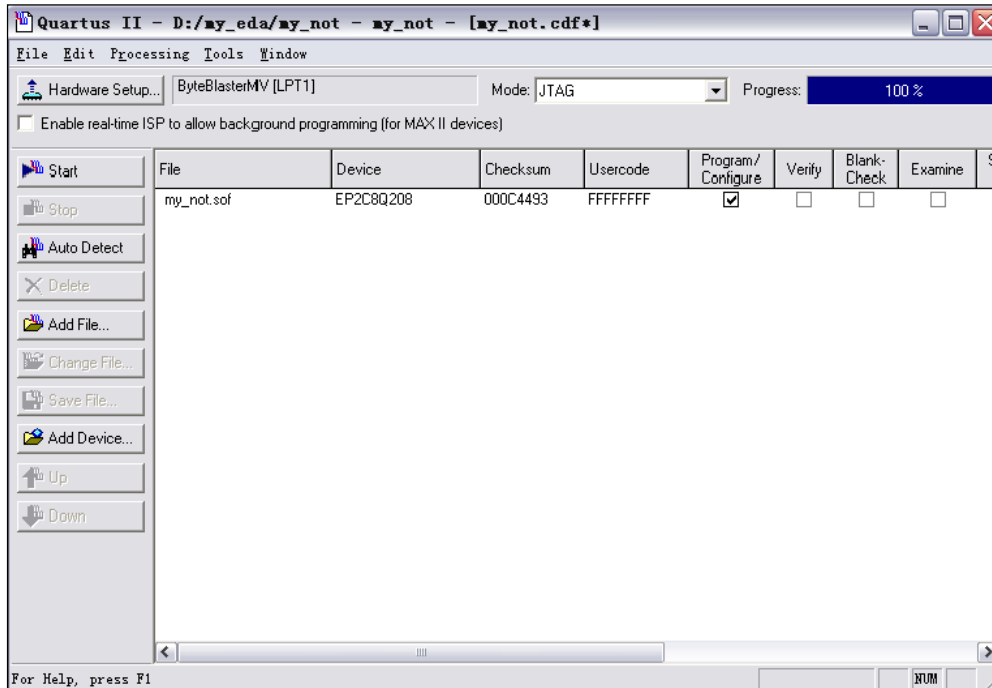 Quartus II - D:/my_eda/my_not - my_not - [my_not.cdf*]
File Edit Processing Tools Window
Hardware Setup... ByteBlasterMV [LPT1] Mode: JTAG Progress: 100 %
Enable real-time ISP to allow background programming (for MAX II devices)
Start
Stop
Auto Detect
Delete
Add File...
Change File...
Save File...
Add Device...
Up
Down
File Device Checksum Usercode Program/ Configure Verify Blank- Check Examine
my_not.sof EP2C8Q208 000C4493 FFFFFFFF
For Help, press F1 NUM